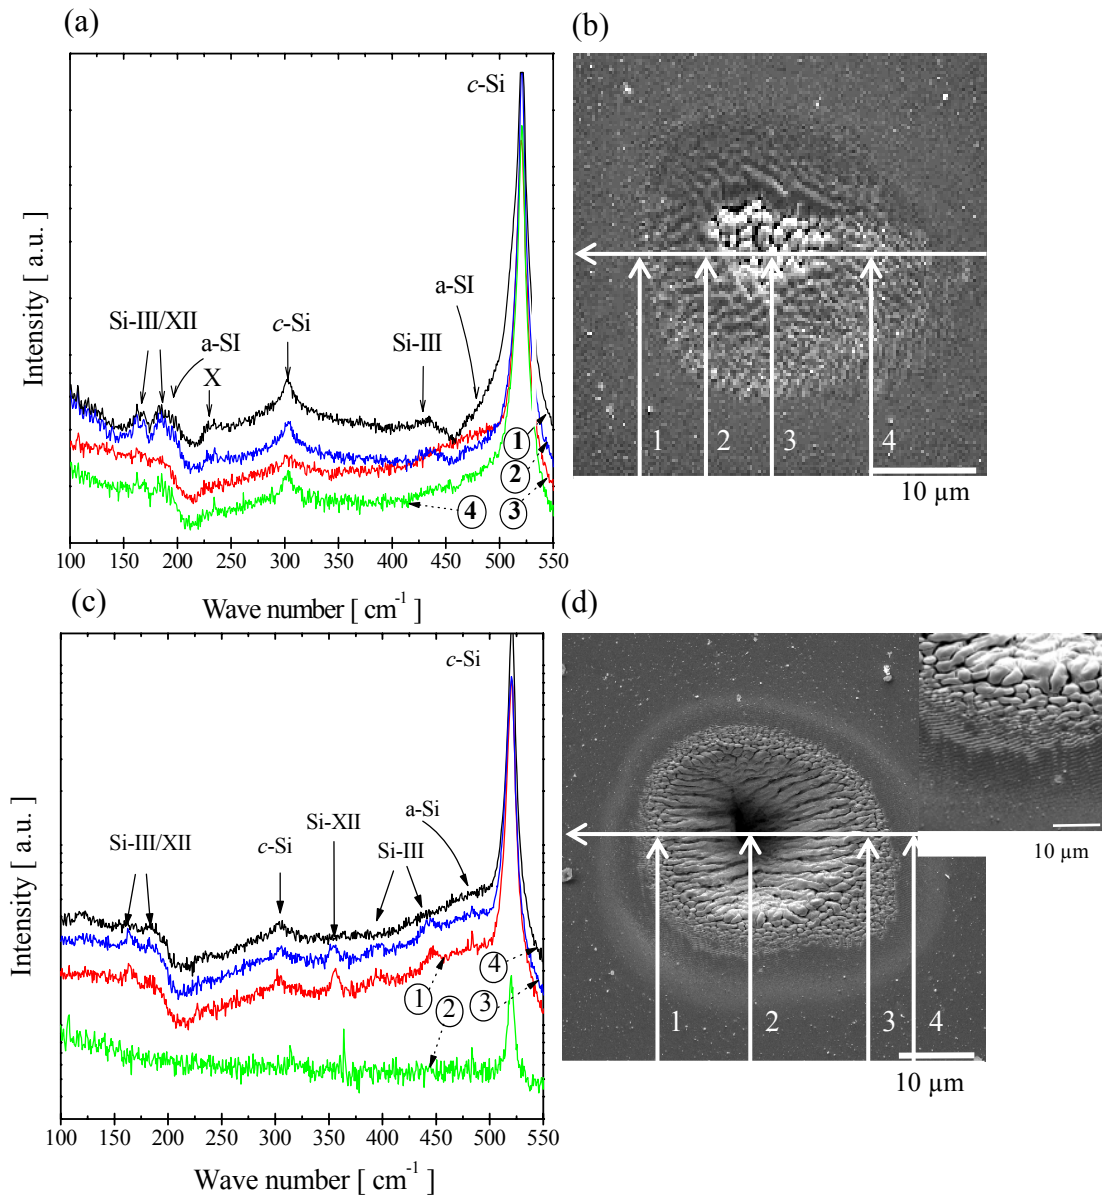 (a)
Intensity [ a.u. ]
c-Si
a-SI
Si-III/XII
c-Si
a-SI
Si-III
X
1
2
4
3
100 150 200 250 300 350 400 450 500 550
Wave number [ cm-1 ]
(b)
1 2 3 4
10 µm
(c)
Intensity [ a.u. ]
c-Si
a-Si
Si-XII
Si-III/XII
c-Si
Si-III
4
1
2
3
100 150 200 250 300 350 400 450 500 550
Wave number [ cm-1 ]
(d)
10 µm
1 2 3 4
10 µm